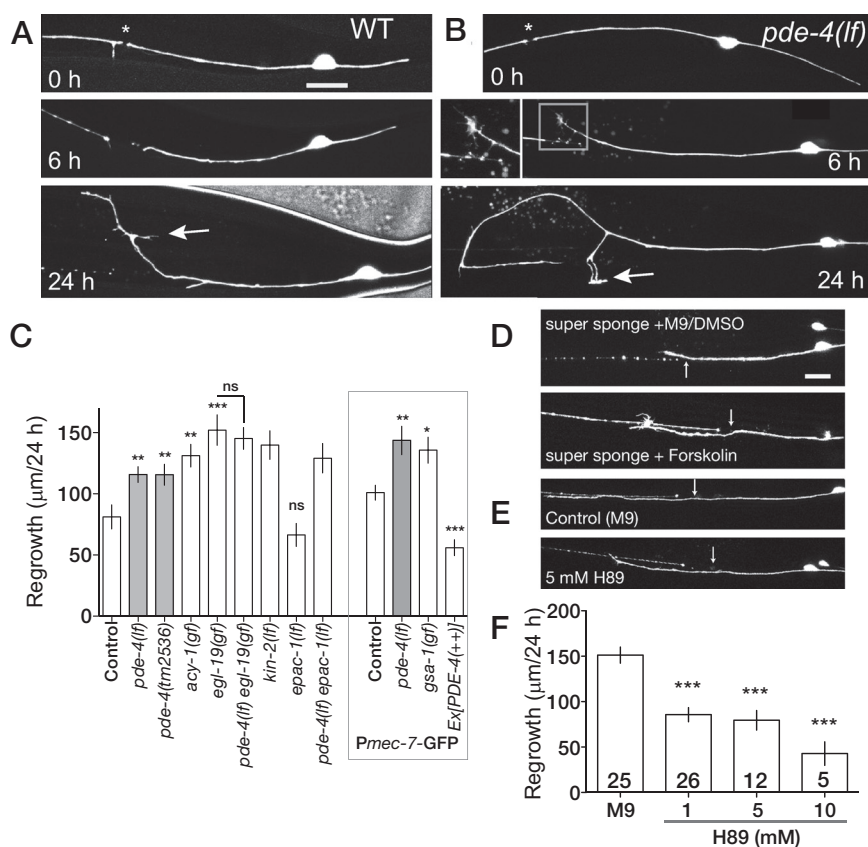 A
WT
*
0 h
6 h
24 h
B
pde-4(lf)
*
0 h
6 h
24 h
C
Regrowth (μm/24 h)
150
100
50
0
**
**
**
***
ns
ns
**
*
***
Control
pde-4(lf)
pde-4(tm2536)
acy-1(gf)
egl-19(gf)
pde-4(lf) egl-19(gf)
kin-2(lf)
epac-1(lf)
pde-4(lf) epac-1(lf)
Control
pde-4(lf)
gsa-1(gf)
Ex[PDE-4(++)]
Pmec-7-GFP
D
super sponge +M9/DMSO
super sponge + Forskolin
E
Control (M9)
5 mM H89
F
Regrowth (μm/24 h)
200
150
100
50
0
***
***
***
25
26
12
5
M9
1
5
10
H89 (mM)